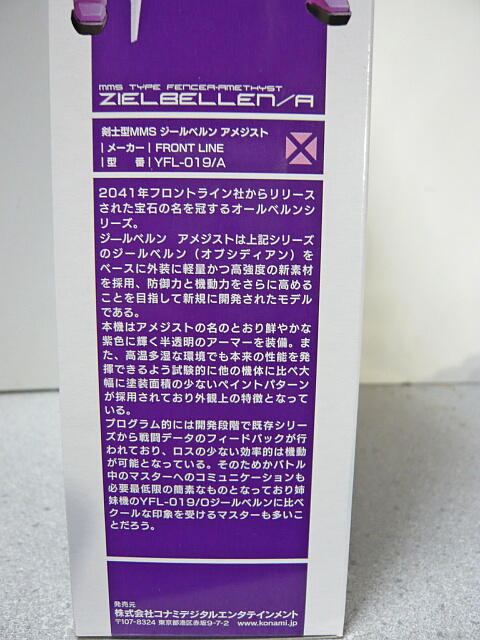 MMS TYPE FENCER:AMETHYST
ZIELBELLEN/A
剣士型MMS ジールベルン アメジスト
|メーカー| FRONT LINE
|型　番| YFL-019/A
2041年フロントライン社からリリース
された宝石の名を冠するオールベルンシ
リーズ。
ジールベルン　アメジストは上記シリーズ
のジールベルン（オブシディアン）を
ベースに外装に軽量かつ高強度の新素材
を採用、防御力と機動力をさらに高める
ことを目指して新規に開発されたモデル
である。
本機はアメジストの名のとおり鮮やかな
紫色に輝く半透明のアーマーを装備。ま
た、高温多湿な環境でも本来の性能を発
揮できるよう試験的に他の機体に比べ大
幅に塗装面積の少ないペイントパターン
が採用されており外観上の特徴となって
いる。
プログラム的には開発段階で既存シリー
ズから戦闘データのフィードバックが行
われており、ロスの少ない効率的は機動
が可能となっている。そのためかバトル
中のマスターへのコミュニケーションも
必要最低限の簡素なものとなっており姉
妹機のYFL-019/Oジールベルンに比べ
クールな印象を受けるマスターも多いこ
とだろう。
発売元
株式会社コナミデジタルエンタテインメント
〒107-8324 東京都港区赤坂9-7-2　www.konami.jp